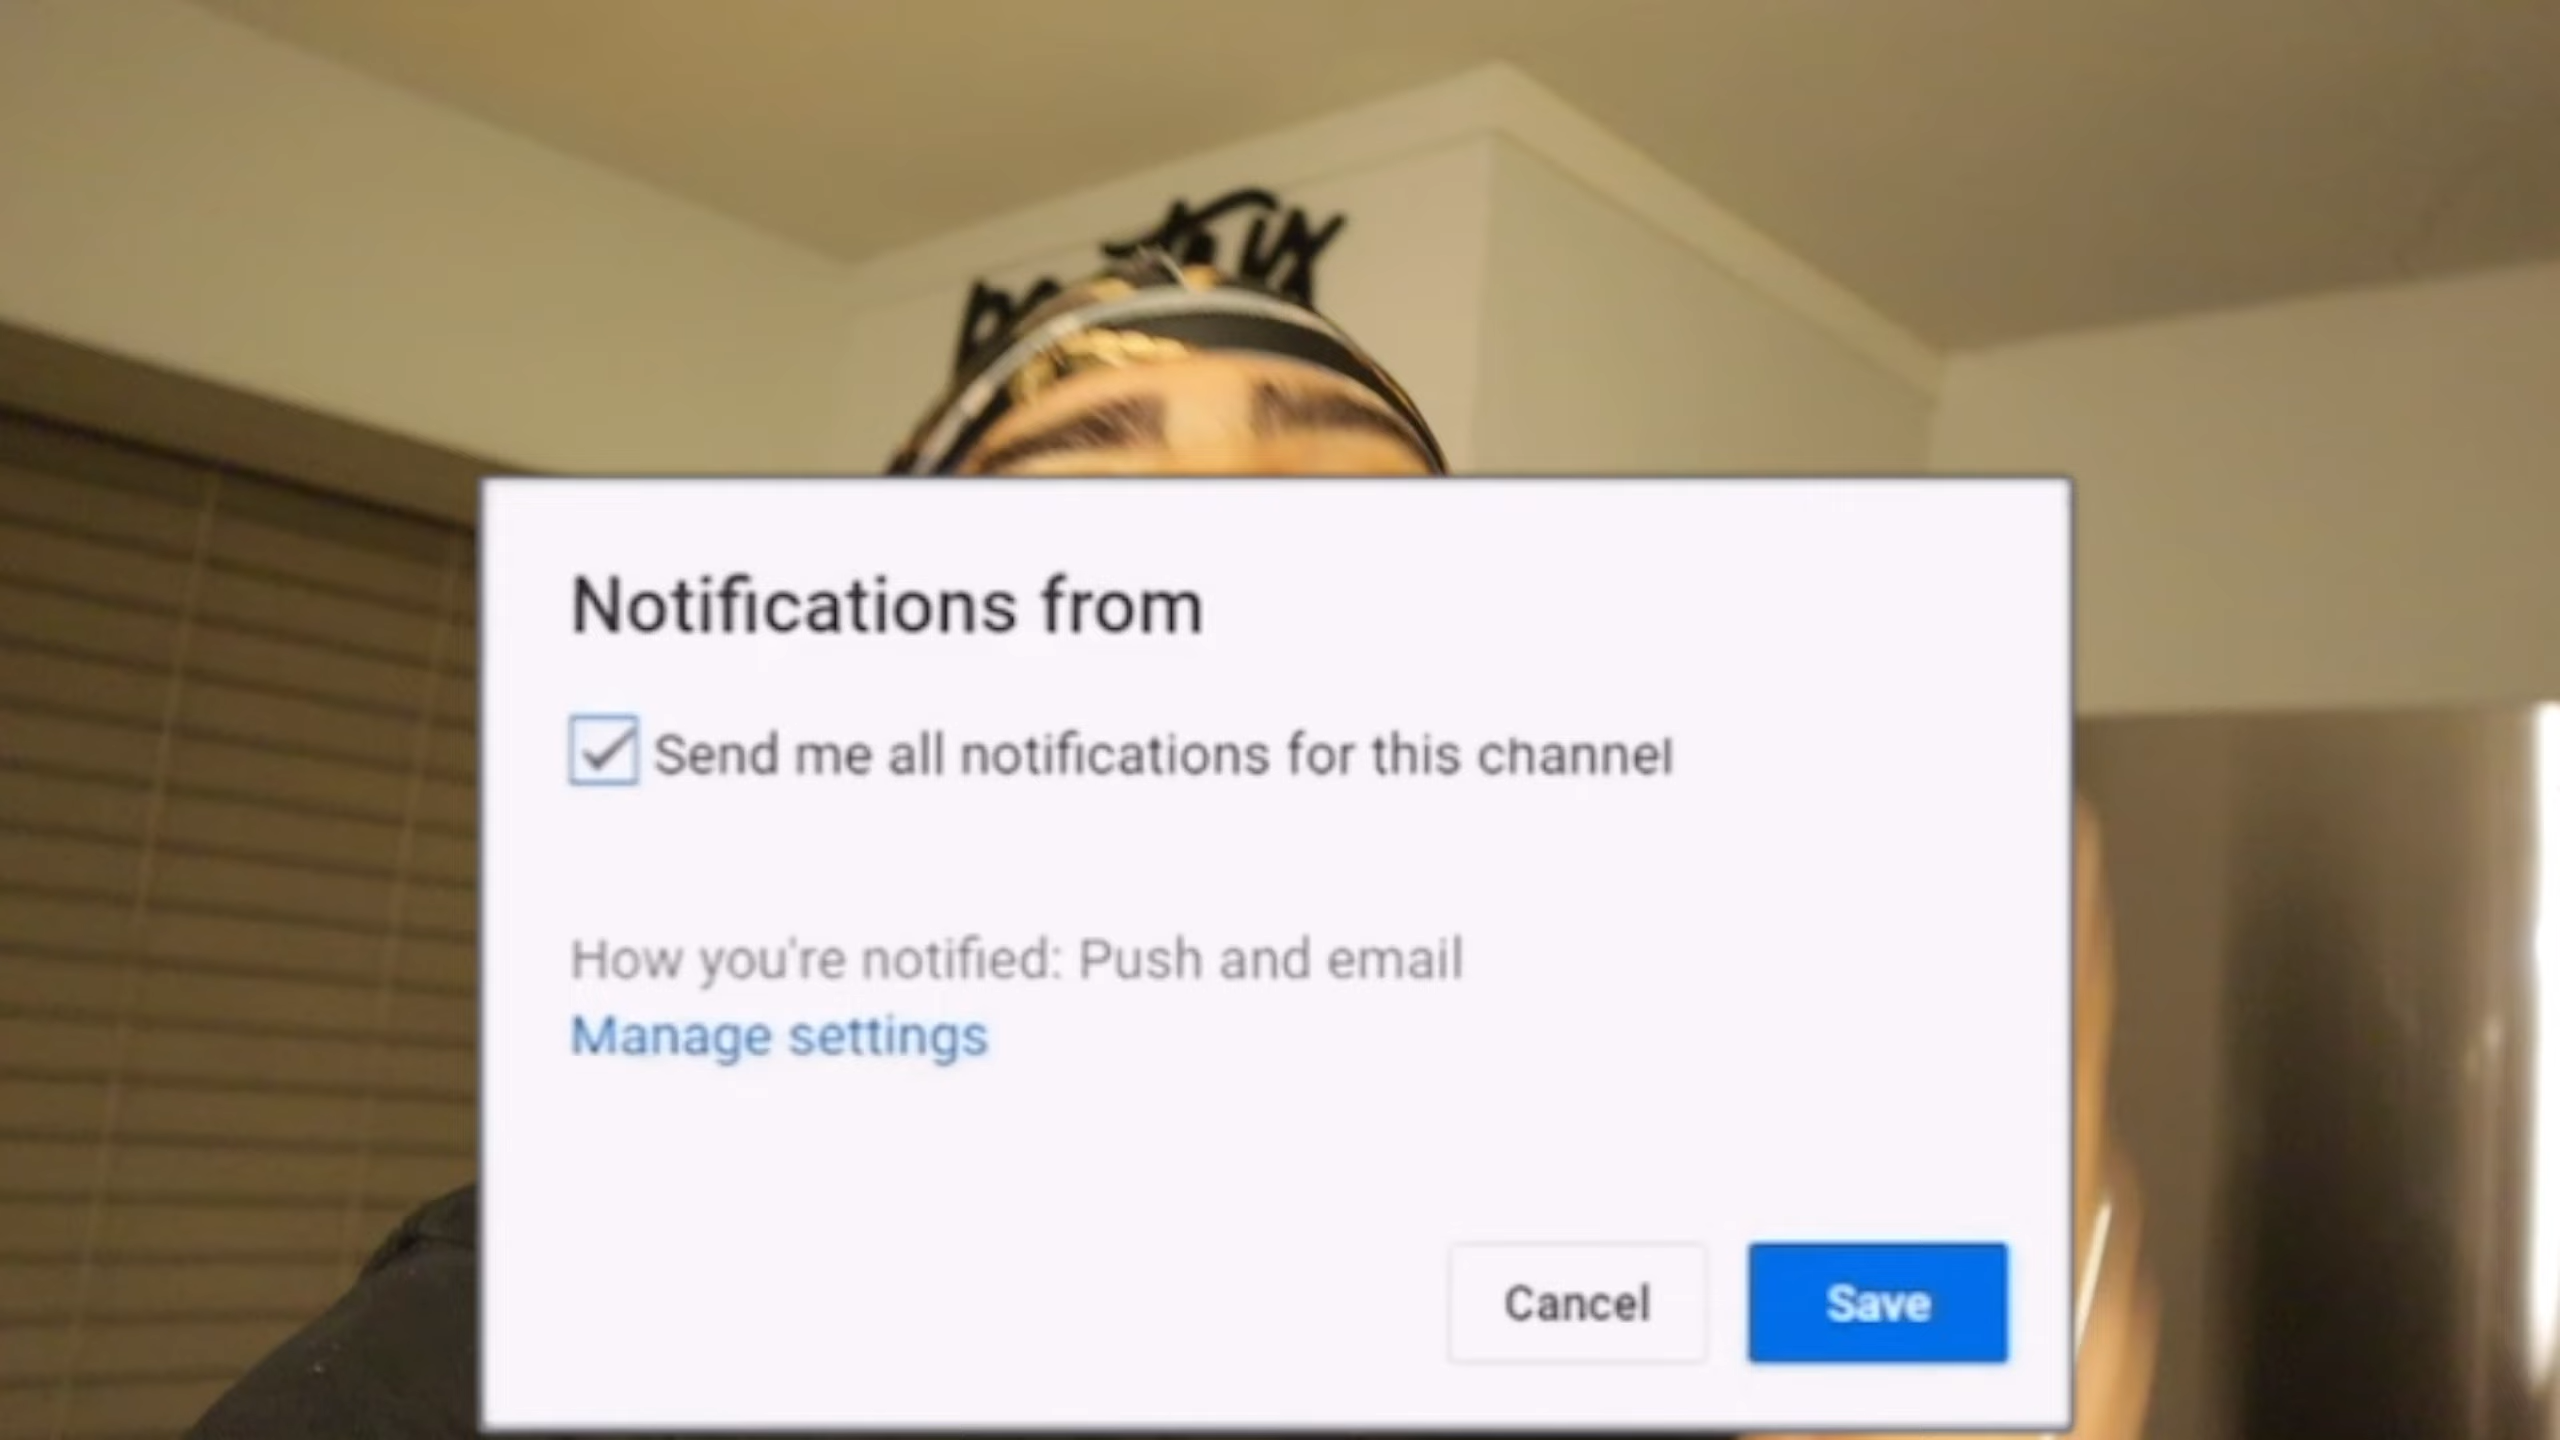 Notifications from
Send me all notifications for this channel
How you're notified: Push and email
Manage settings
Cancel
Save